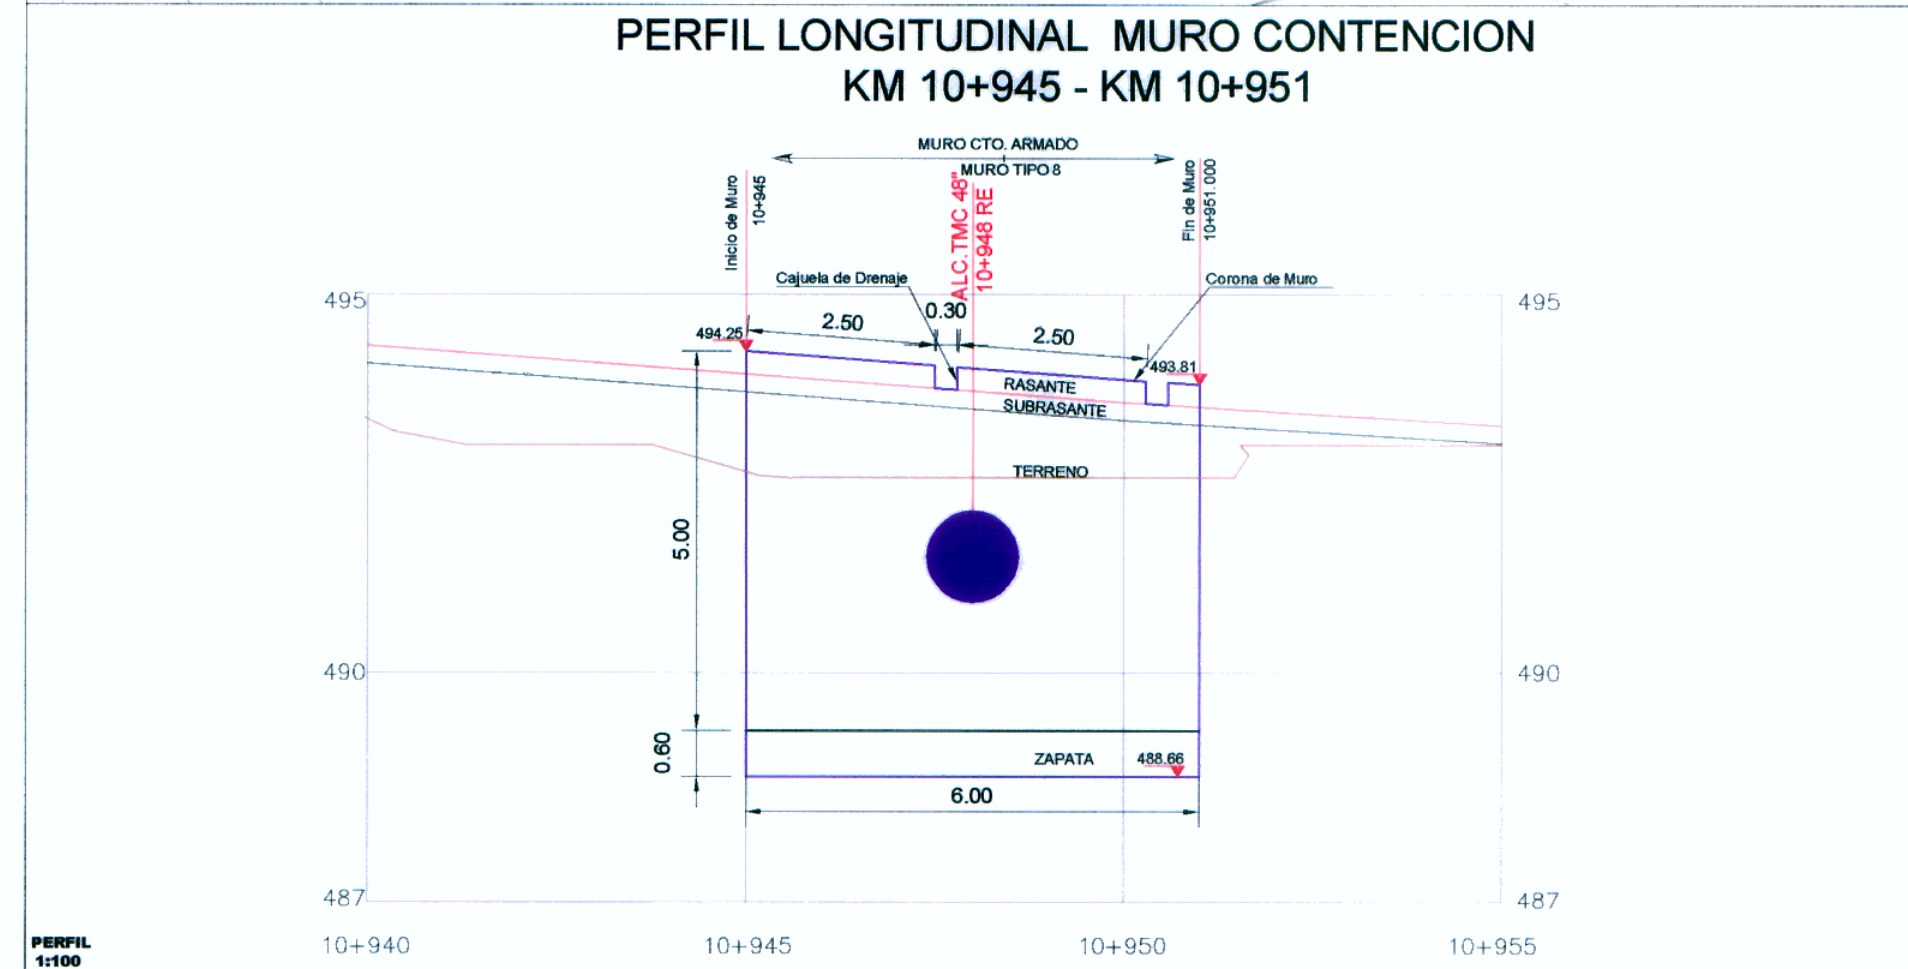 PERFIL LONGITUDINAL MURO CONTENCION
KM 10+945 - KM 10+951
MURO CTO. ARMADO
MURO TIPO 8
Inicio de Muro
10+945
ALC.TMC 48"
10+948 RE
Fin de Muro
10+951.000
Cajuela de Drenaje
Corona de Muro
495
495
0.30
2.50
2.50
494.25
493.81
RASANTE
SUBRASANTE
TERRENO
5.00
490
490
0.60
ZAPATA
488.66
6.00
487
487
10+940
10+945
10+950
10+955
PERFIL
1:100